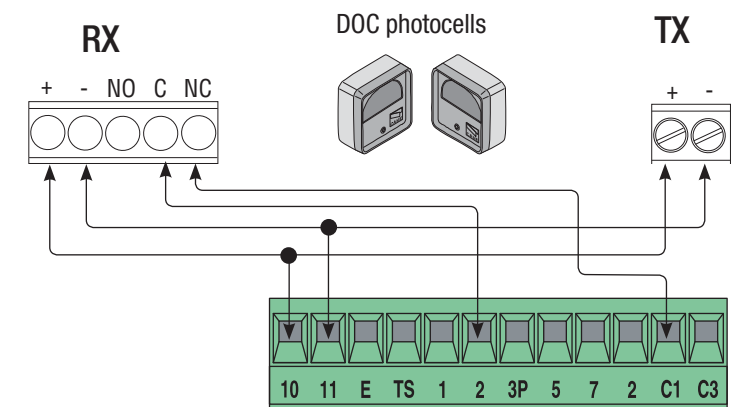 DOC photocells
RX
TX
+ - NO C NC
+ -
10 11 E TS 1 2 3P 5 7 2 C1 C3